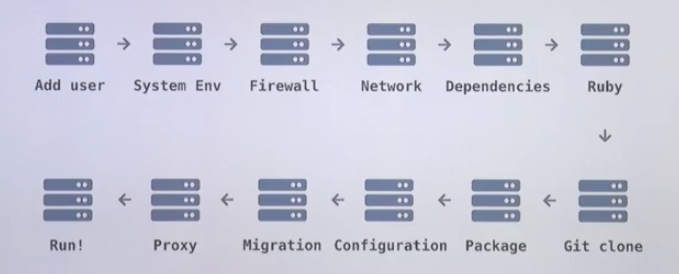 Add user
System Env
Firewall
Network
Dependencies
Ruby
Git clone
Package
Configuration
Migration
Proxy
Run!